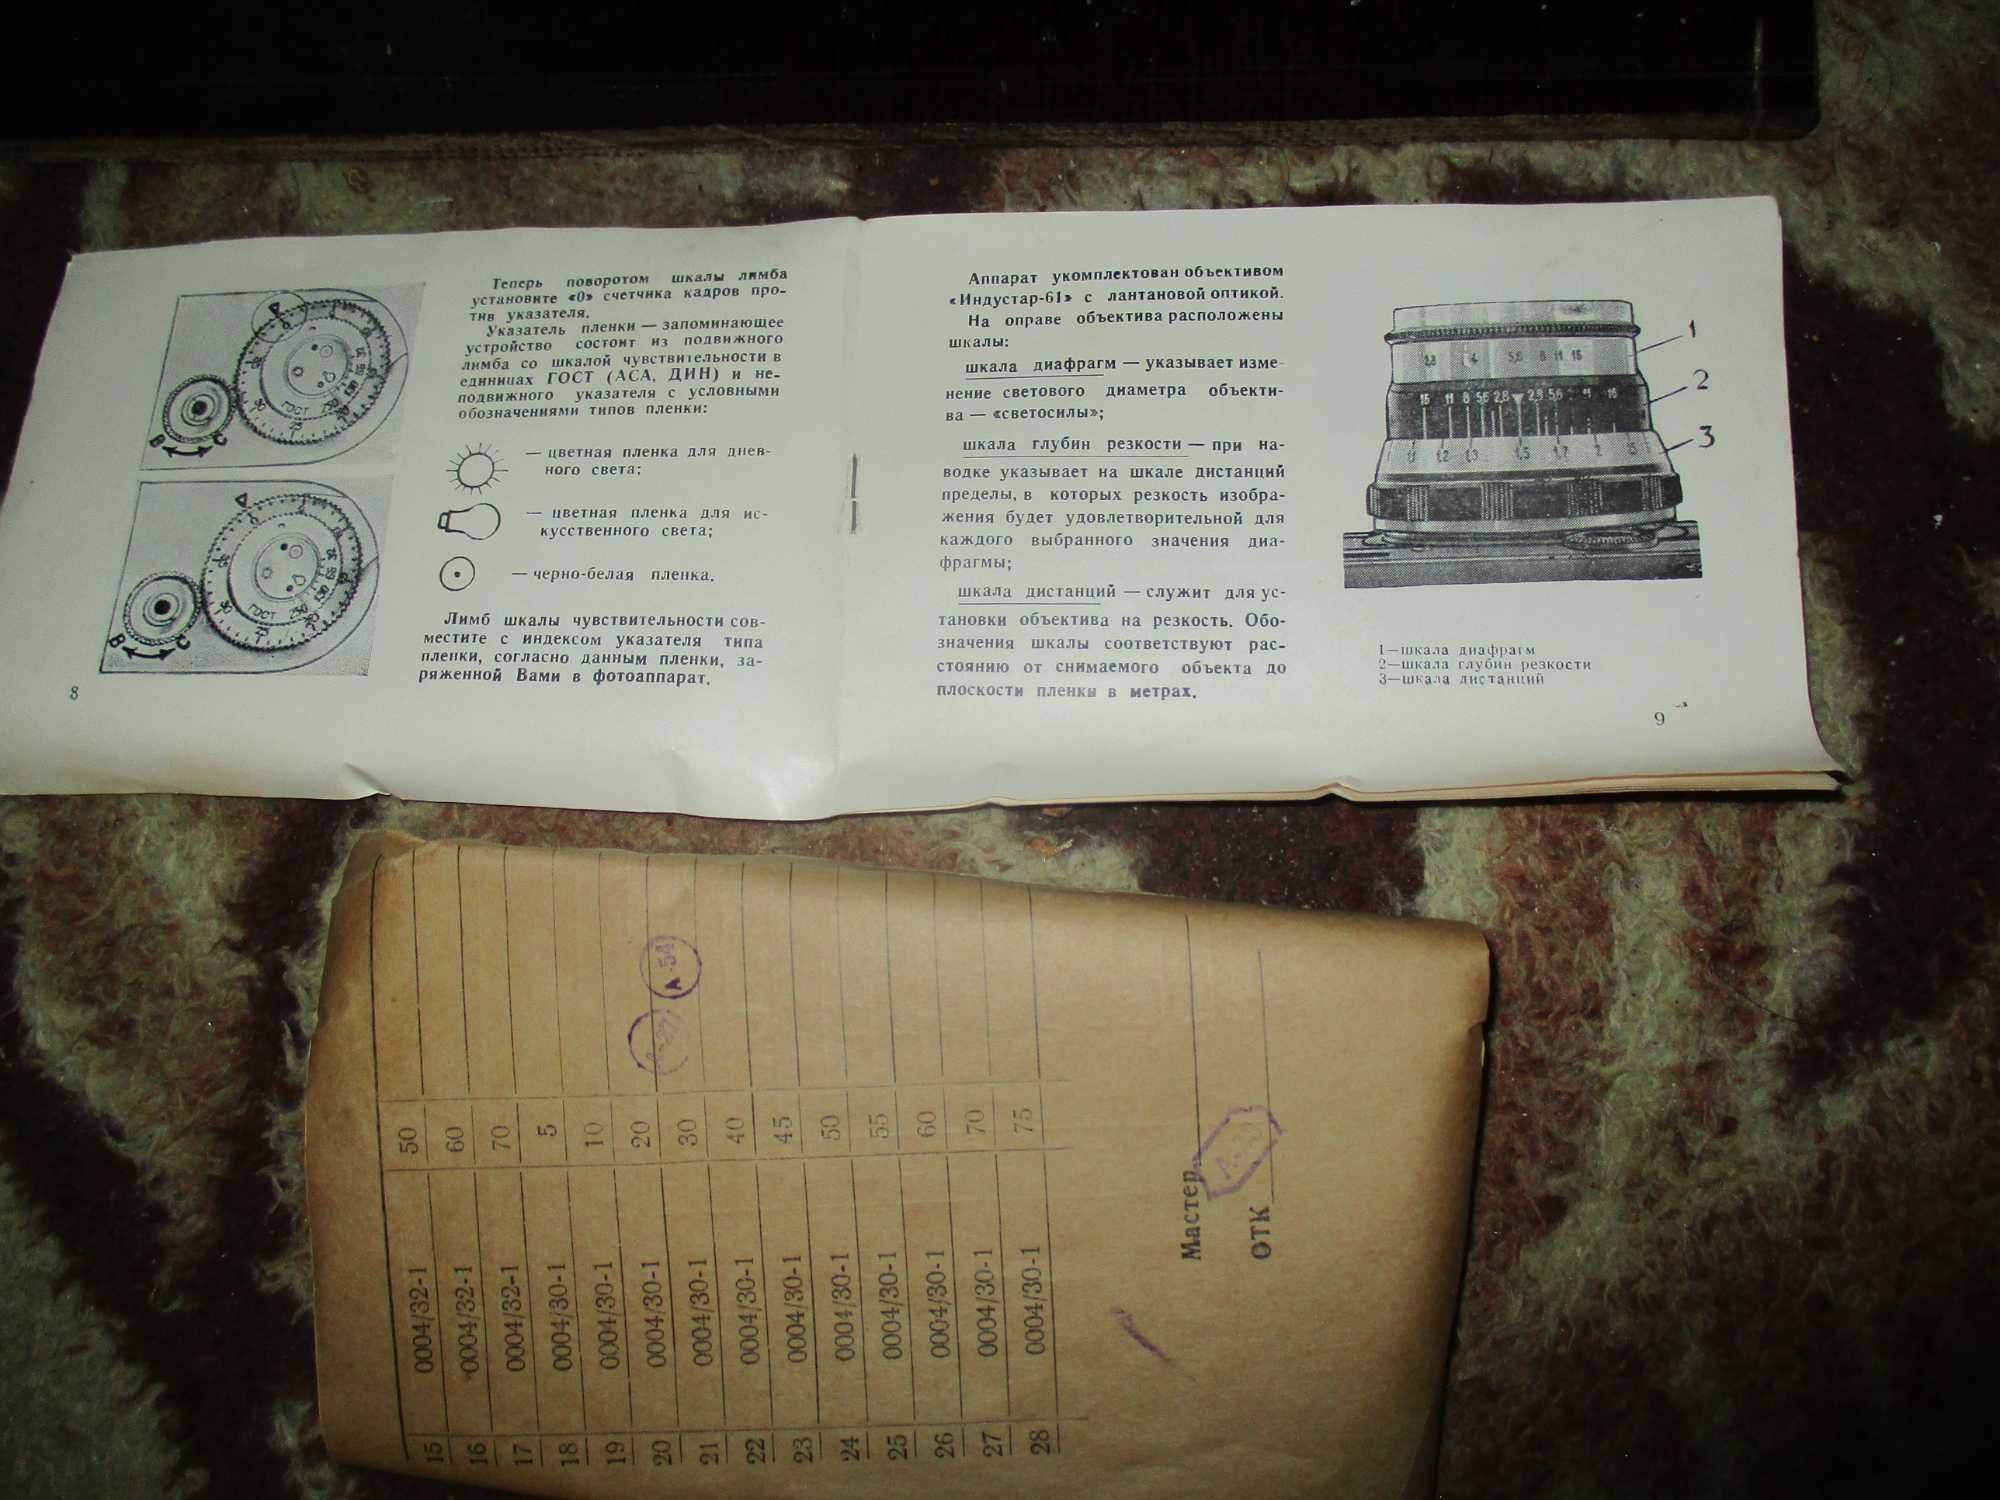 Теперь поворотом шкалы лимба
установите «0» счетчика кадров про-
тив указателя.
Указатель пленки — запоминающее
устройство состоит из подвижного
лимба со шкалой чувствительности в
единицах ГОСТ (АСА, ДИН) и не-
подвижного указателя с условными
обозначениями типов пленки:
— цветная пленка для днев-
ного света;
— цветная пленка для ис-
кусственного света;
— черно-белая пленка.
Лимб шкалы чувствительности сов-
местите с индексом указателя типа
пленки, согласно данным пленки, за-
ряженной Вами в фотоаппарат.
В С
ГОСТ
В С
ГОСТ
8
Аппарат укомплектован объективом
«Индустар-61» с лантановой оптикой.
На оправе объектива расположены
шкалы:
шкала диафрагм — указывает изме-
нение светового диаметра объекти-
ва — «светосилы»;
шкала глубин резкости — при на-
водке указывает на шкале дистанций
пределы, в которых резкость изобра-
жения будет удовлетворительной для
каждого выбранного значения диа-
фрагмы;
шкала дистанций — служит для ус-
тановки объектива на резкость. Обо-
значения шкалы соответствуют рас-
стоянию от снимаемого объекта до
плоскости пленки в метрах.
1
2
3
1—шкала диафрагм
2—шкала глубин резкости
3—шкала дистанций
9
15 0004/32-1 50
16 0004/32-1 60
17 0004/32-1 70
18 0004/30-1 5
19 0004/30-1 10
20 0004/30-1 20
21 0004/30-1 30
22 0004/30-1 40
23 0004/30-1 45
24 0004/30-1 50
25 0004/30-1 55
26 0004/30-1 60
27 0004/30-1 70
28 0004/30-1 75
А-54
Мастер
ОТК